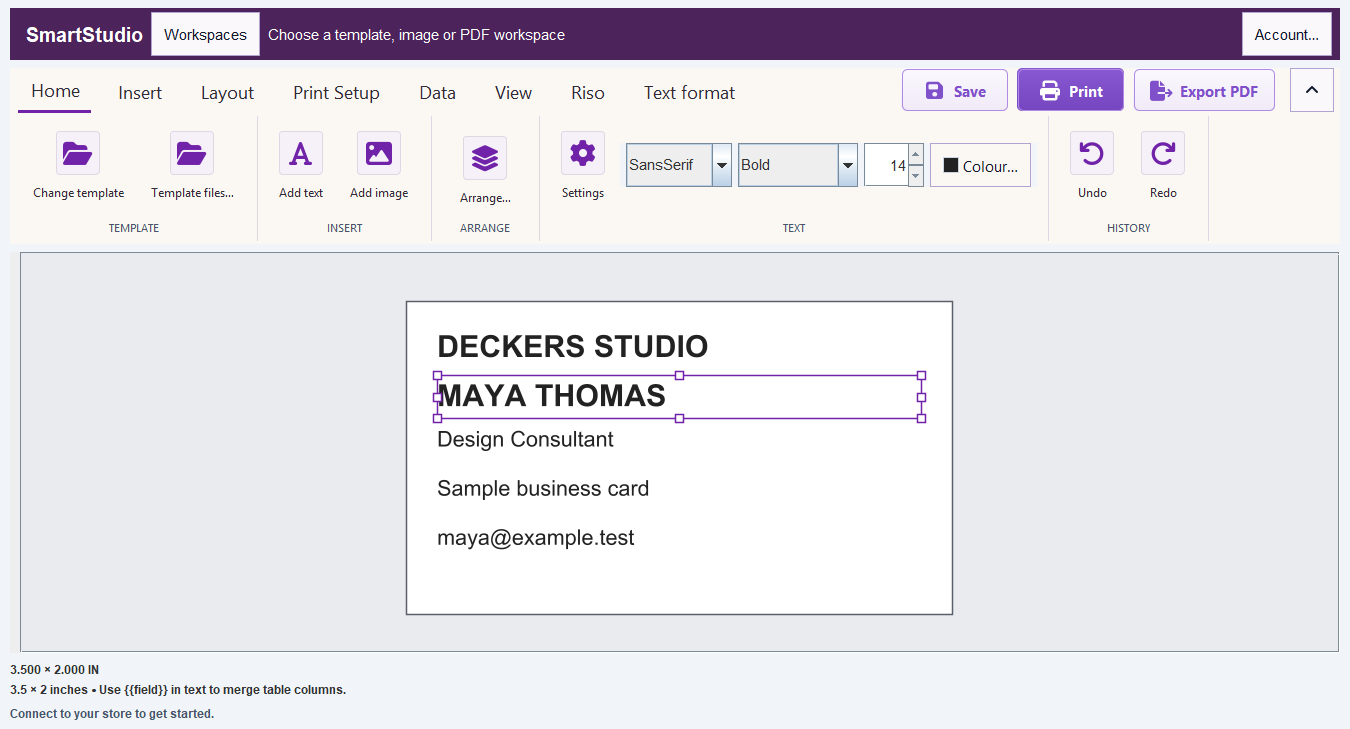 SmartStudio Workspaces Choose a template, image or PDF workspace Account...
Home Insert Layout Print Setup Data View Riso Text format Save Print Export PDF
Change template Template files... Add text Add image Arrange... Settings SansSerif Bold 14 Colour... Undo Redo
TEMPLATE INSERT ARRANGE TEXT HISTORY
DECKERS STUDIO
MAYA THOMAS
Design Consultant
Sample business card
maya@example.test
3.500 × 2.000 IN
3.5 × 2 inches • Use {{field}} in text to merge table columns.
Connect to your store to get started.